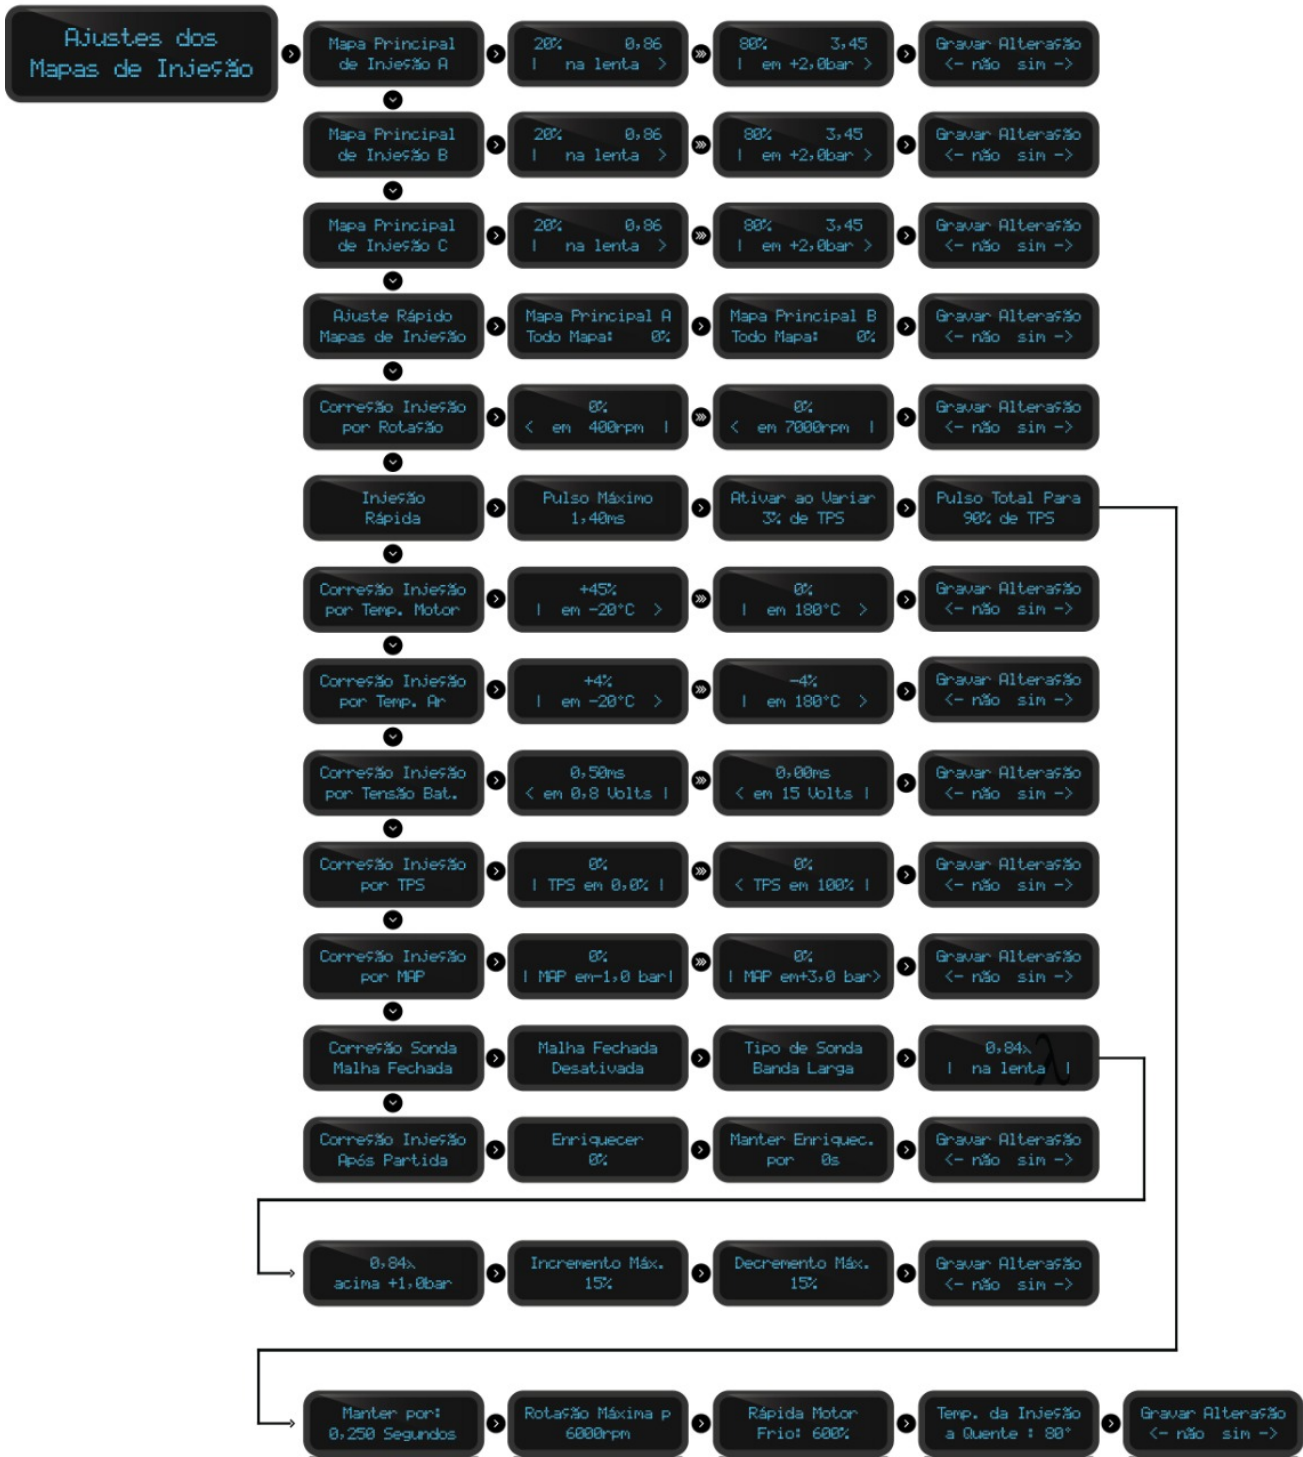 Ajustes dos
Mapas de Injeção
Mapa Principal
de Injeção A
20% 0,86
| na lenta >
80% 3,45
| em +2,0bar >
Gravar Alteração
<- não sim ->
Mapa Principal
de Injeção B
20% 0,86
| na lenta >
80% 3,45
| em +2,0bar >
Gravar Alteração
<- não sim ->
Mapa Principal
de Injeção C
20% 0,86
| na lenta >
80% 3,45
| em +2,0bar >
Gravar Alteração
<- não sim ->
Ajuste Rápido
Mapas de Injeção
Mapa Principal A
Todo Mapa: 0%
Mapa Principal B
Todo Mapa: 0%
Gravar Alteração
<- não sim ->
Correção Injeção
por Rotação
0%
< em 400rpm |
0%
< em 7000rpm |
Gravar Alteração
<- não sim ->
Injeção
Rápida
Pulso Máximo
1,40ms
Ativar ao Variar
3% de TPS
Pulso Total Para
90% de TPS
Correção Injeção
por Temp. Motor
+45%
| em -20°C >
0%
| em 180°C >
Gravar Alteração
<- não sim ->
Correção Injeção
por Temp. Ar
+4%
| em -20°C >
-4%
| em 180°C >
Gravar Alteração
<- não sim ->
Correção Injeção
por Tensão Bat.
0,50ms
< em 0,8 Volts |
0,00ms
< em 15 Volts |
Gravar Alteração
<- não sim ->
Correção Injeção
por TPS
0%
| TPS em 0,0% |
0%
< TPS em 100% |
Gravar Alteração
<- não sim ->
Correção Injeção
por MAP
0%
| MAP em-1,0 bar|
0%
| MAP em+3,0 bar>
Gravar Alteração
<- não sim ->
Correção Sonda
Malha Fechada
Malha Fechada
Desativada
Tipo de Sonda
Banda Larga
0,84λ
| na lenta |
λ
Correção Injeção
Após Partida
Enriquecer
0%
Manter Enriquec.
por 0s
Gravar Alteração
<- não sim ->
0,84λ
acima +1,0bar
Incremento Máx.
15%
Decremento Máx.
15%
Gravar Alteração
<- não sim ->
Manter por:
0,250 Segundos
Rotação Máxima p
6000rpm
Rápida Motor
Frio: 600%
Temp. da Injeção
a Quente : 80°
Gravar Alteração
<- não sim ->